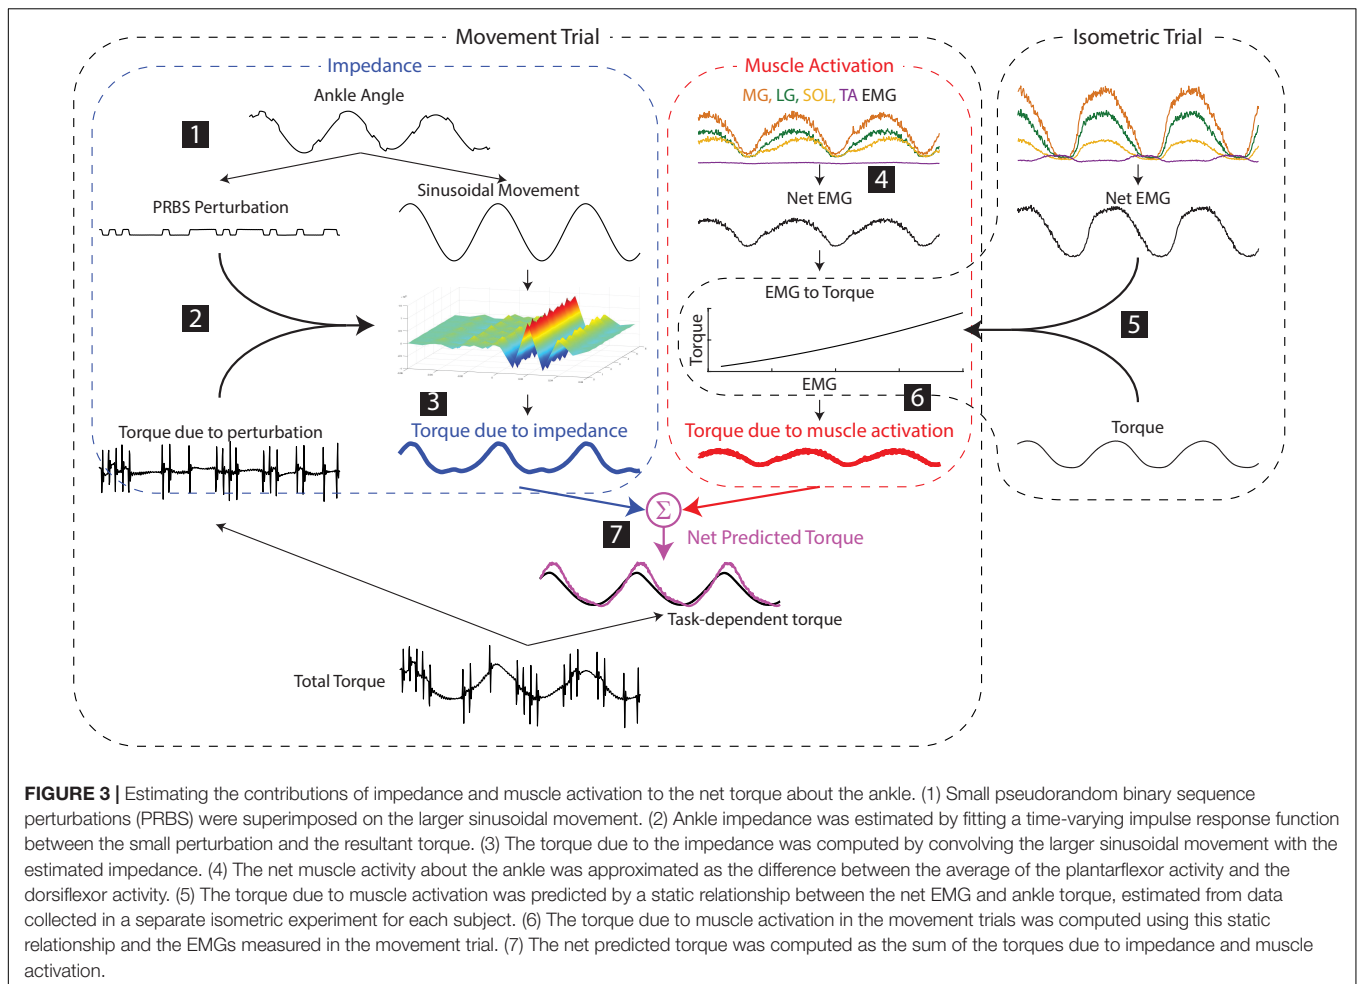 Movement Trial
Isometric Trial
Impedance
Muscle Activation
Ankle Angle
MG, LG, SOL, TA EMG
1
4
Sinusoidal Movement
PRBS Perturbation
Net EMG
Net EMG
2
EMG to Torque
5
Torque
EMG
3
6
Torque due to perturbation
Torque due to impedance
Torque due to muscle activation
Torque
Σ
7
Net Predicted Torque
Task-dependent torque
Total Torque
FIGURE 3 | Estimating the contributions of impedance and muscle activation to the net torque about the ankle. (1) Small pseudorandom binary sequence
perturbations (PRBS) were superimposed on the larger sinusoidal movement. (2) Ankle impedance was estimated by fitting a time-varying impulse response function
between the small perturbation and the resultant torque. (3) The torque due to the impedance was computed by convolving the larger sinusoidal movement with the
estimated impedance. (4) The net muscle activity about the ankle was approximated as the difference between the average of the plantarflexor activity and the
dorsiflexor activity. (5) The torque due to muscle activation was predicted by a static relationship between the net EMG and ankle torque, estimated from data
collected in a separate isometric experiment for each subject. (6) The torque due to muscle activation in the movement trials was computed using this static
relationship and the EMGs measured in the movement trial. (7) The net predicted torque was computed as the sum of the torques due to impedance and muscle
activation.